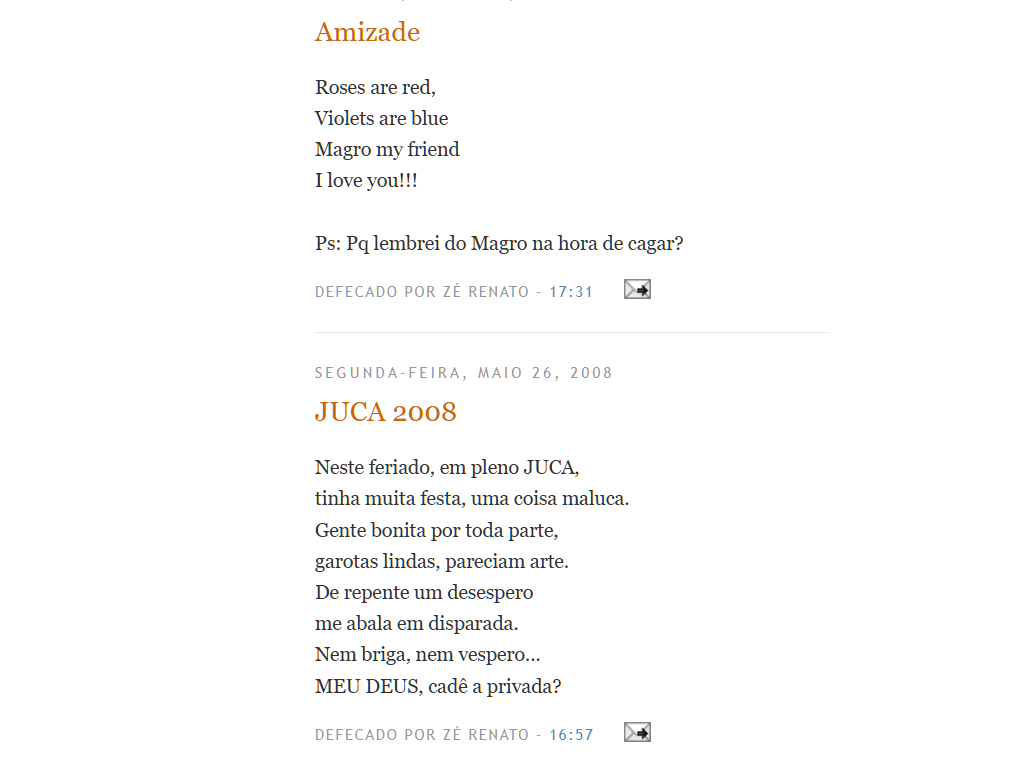 Amizade
Roses are red,
Violets are blue
Magro my friend
I love you!!!
Ps: Pq lembrei do Magro na hora de cagar?
DEFECADO POR ZÉ RENATO - 17:31
SEGUNDA-FEIRA, MAIO 26, 2008
JUCA 2008
Neste feriado, em pleno JUCA,
tinha muita festa, uma coisa maluca.
Gente bonita por toda parte,
garotas lindas, pareciam arte.
De repente um desespero
me abala em disparada.
Nem briga, nem vespero...
MEU DEUS, cadê a privada?
DEFECADO POR ZÉ RENATO - 16:57